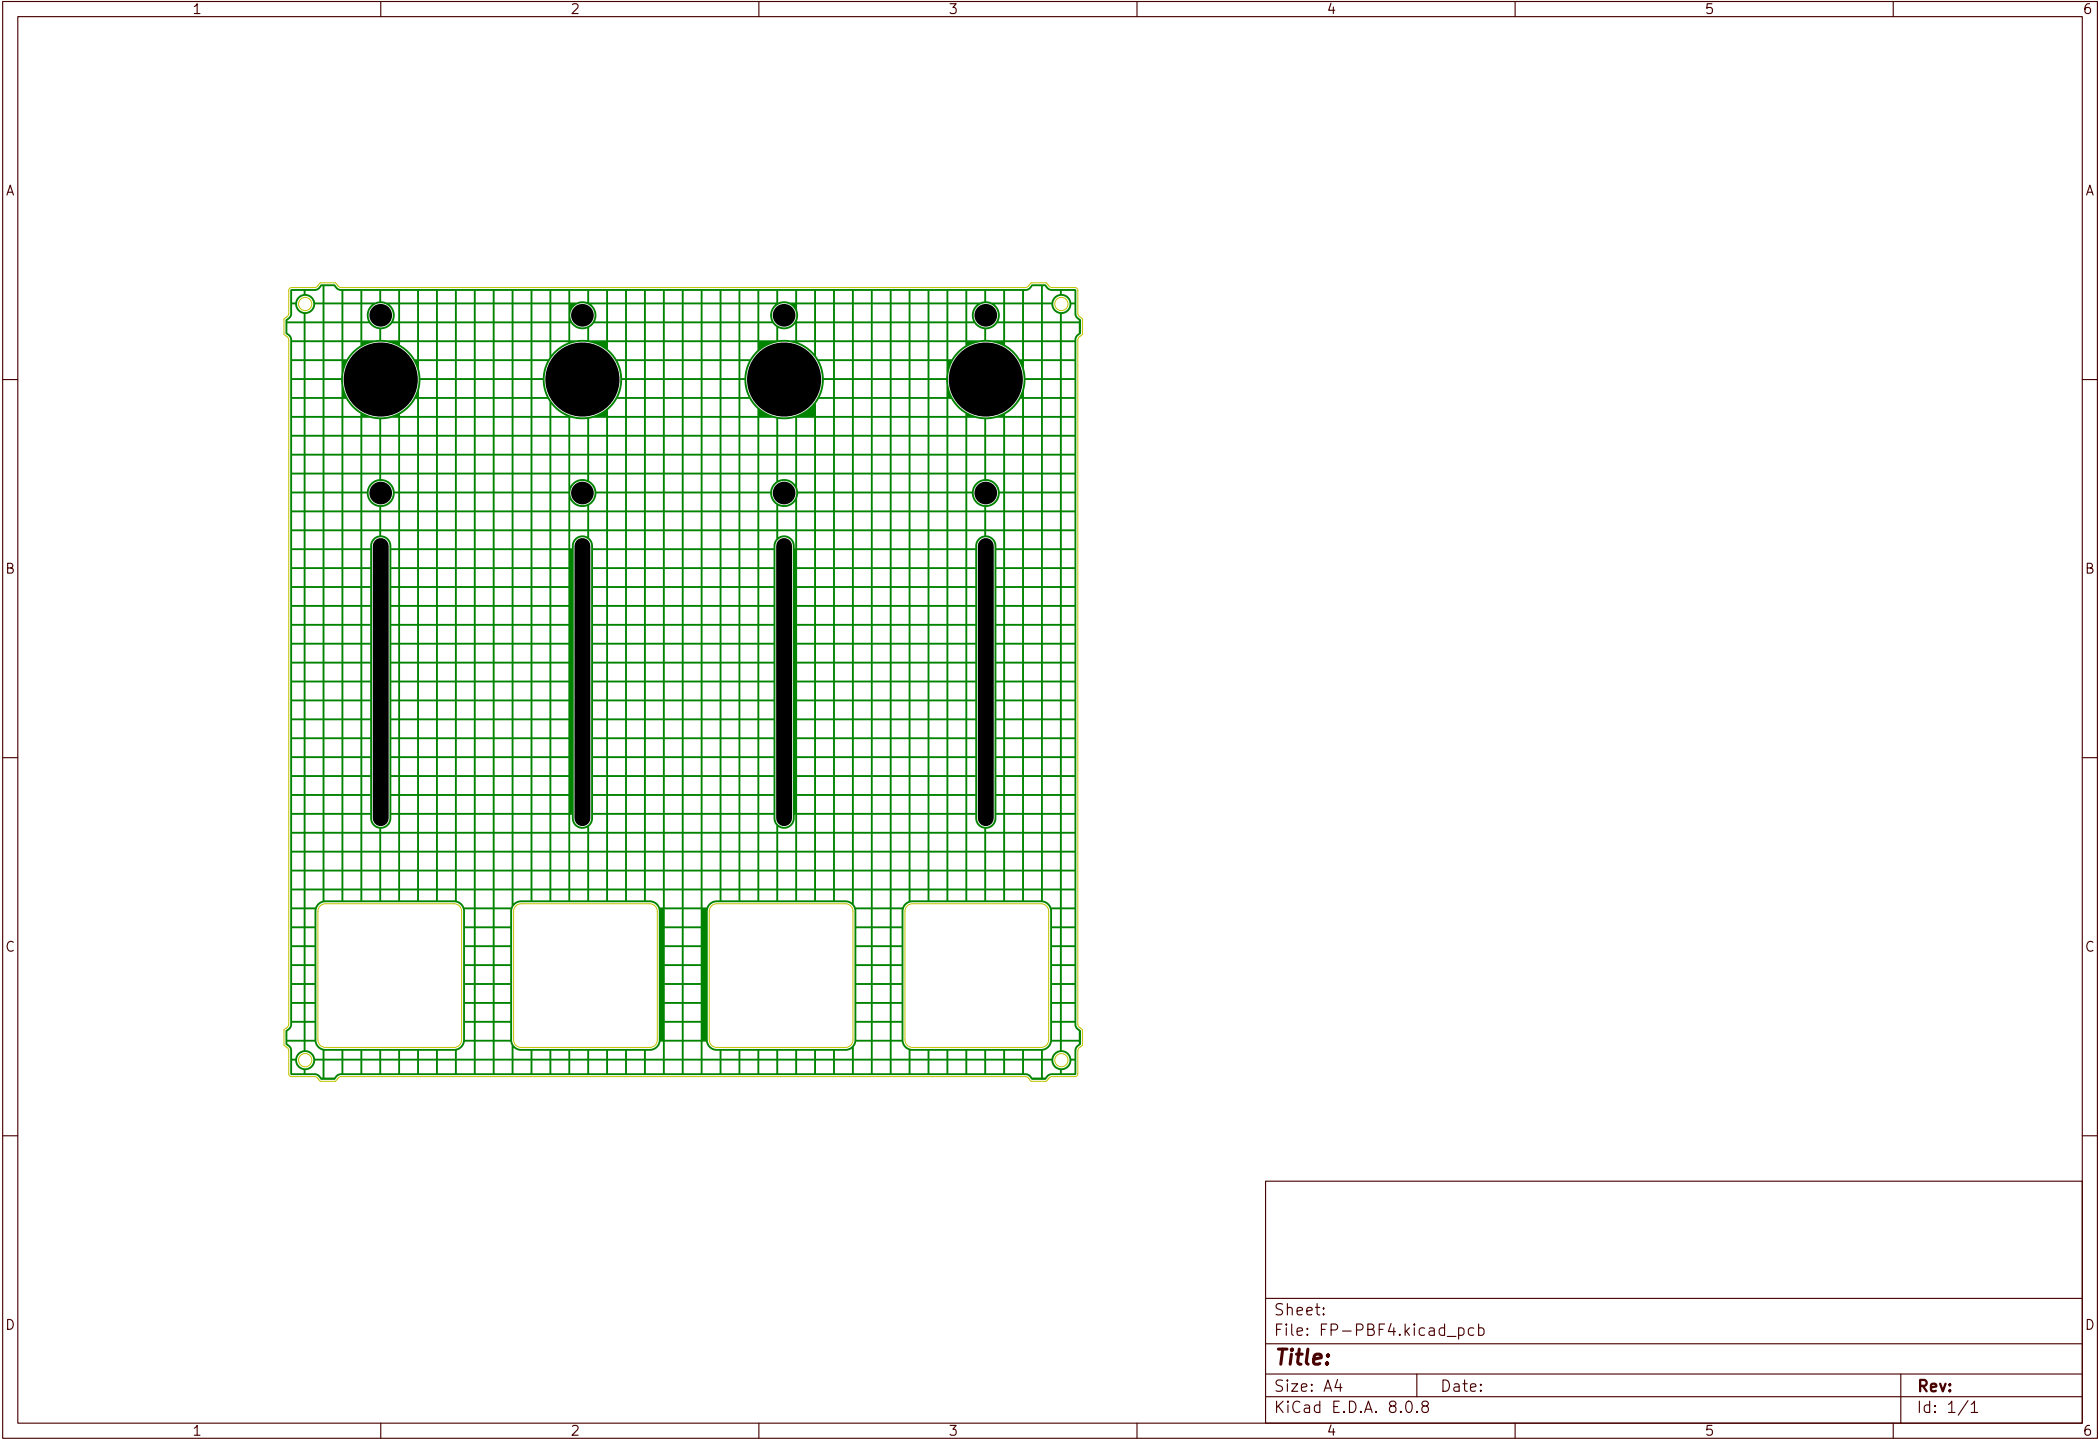 1 2 3 4 5 6
A A
B B
C C
D D
Sheet:
File: FP-PBF4.kicad_pcb
Title:
Size: A4 Date: Rev:
KiCad E.D.A. 8.0.8 Id: 1/1
1 2 3 4 5 6